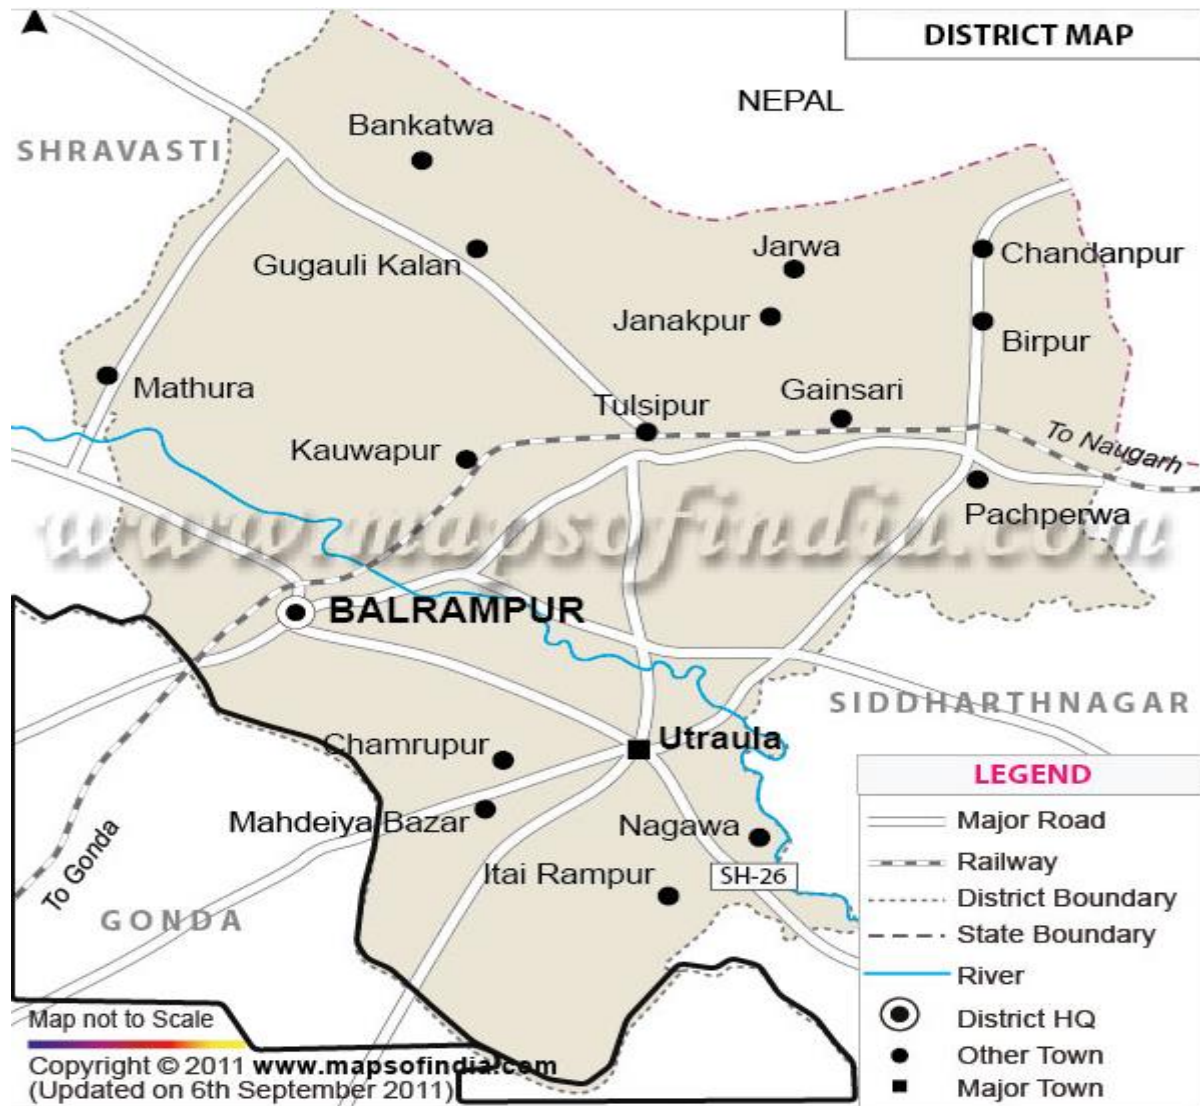 DISTRICT MAP
NEPAL
Bankatwa
SHRAVASTI
Jarwa
Chandanpur
Gugauli Kalan
Janakpur
Birpur
Mathura
Gainsari
Tulsipur
To Naugarh
Kauwapur
Pachperwa
www.mapsofindia.com
BALRAMPUR
SIDDHARTHNAGAR
Utraula
Chamrupur
Mahdeiya Bazar
Nagawa
Itai Rampur
SH-26
To Gonda
GONDA
LEGEND
Major Road
Railway
District Boundary
State Boundary
River
District HQ
Other Town
Major Town
Map not to Scale
Copyright © 2011 www.mapsofindia.com
(Updated on 6th September 2011)